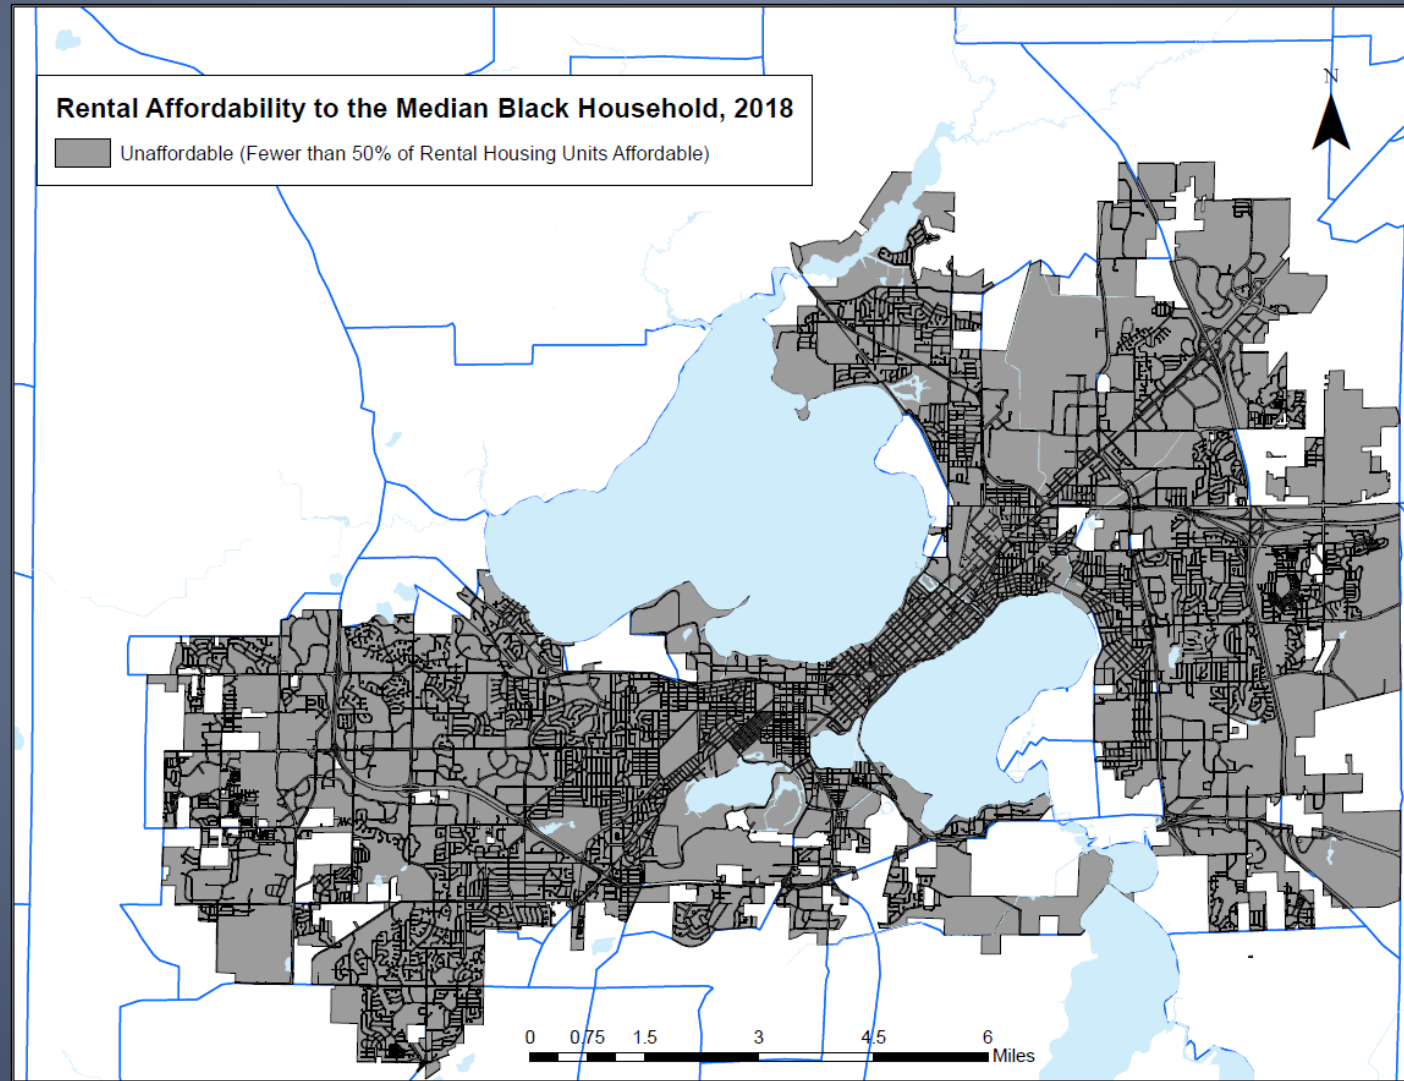 Rental Affordability to the Median Black Household, 2018
Unaffordable (Fewer than 50% of Rental Housing Units Affordable)
N
0 0.75 1.5 3 4.5 6
Miles